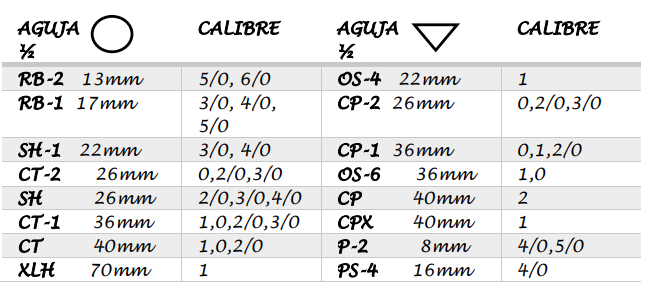 AGUJA CALIBRE AGUJA CALIBRE
½ ½
RB-2 13mm 5/0, 6/0 OS-4 22mm 1
RB-1 17mm 3/0, 4/0, CP-2 26mm 0,2/0,3/0
5/0
SH-1 22mm 3/0, 4/0 CP-1 36mm 0,1,2/0
CT-2 26mm 0,2/0,3/0 OS-6 36mm 1,0
SH 26mm 2/0,3/0,4/0 CP 40mm 2
CT-1 36mm 1,0,2/0,3/0 CPX 40mm 1
CT 40mm 1,0,2/0 P-2 8mm 4/0,5/0
XLH 70mm 1 PS-4 16mm 4/0